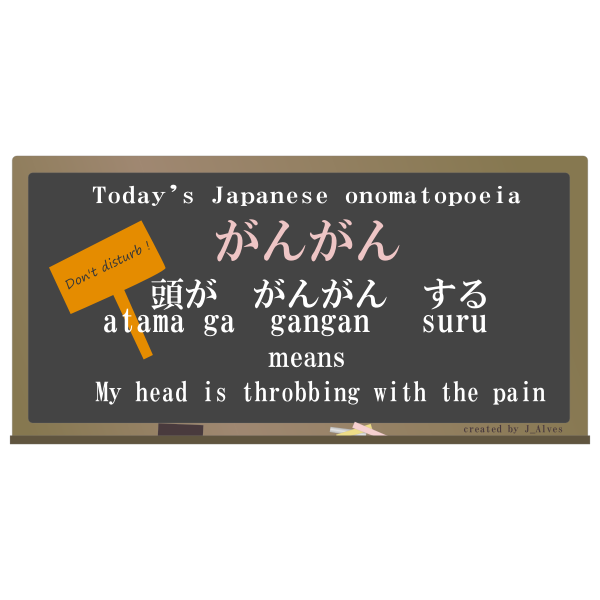 Today's Japanese onomatopoeia
がんがん
Don't disturb !
頭が がんがん する
atama ga gangan suru
means
My head is throbbing with the pain
created by J_Alves